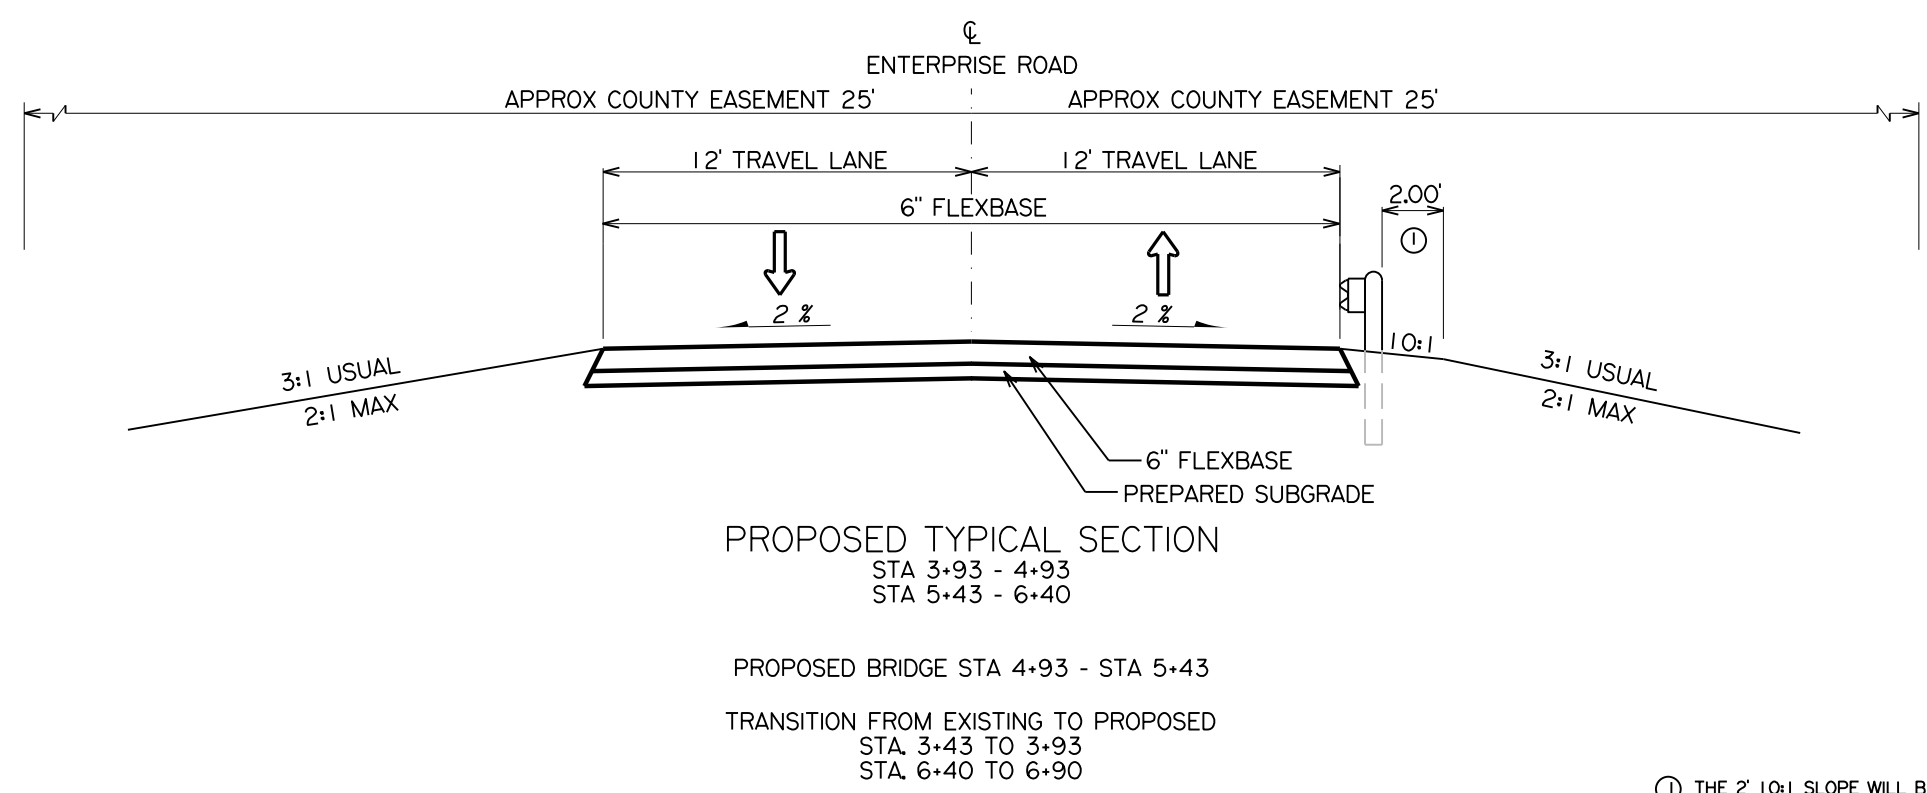 ℄
ENTERPRISE ROAD
APPROX COUNTY EASEMENT 25' APPROX COUNTY EASEMENT 25'
12' TRAVEL LANE 12' TRAVEL LANE
2.00'
6" FLEXBASE
1
2 % 2 %
10:1
3:1 USUAL 3:1 USUAL
2:1 MAX 2:1 MAX
6" FLEXBASE
PREPARED SUBGRADE
PROPOSED TYPICAL SECTION
STA 3+93 - 4+93
STA 5+43 - 6+40
PROPOSED BRIDGE STA 4+93 - STA 5+43
TRANSITION FROM EXISTING TO PROPOSED
STA. 3+43 TO 3+93
STA. 6+40 TO 6+90
1 THE 2' 10:1 SLOPE WILL B